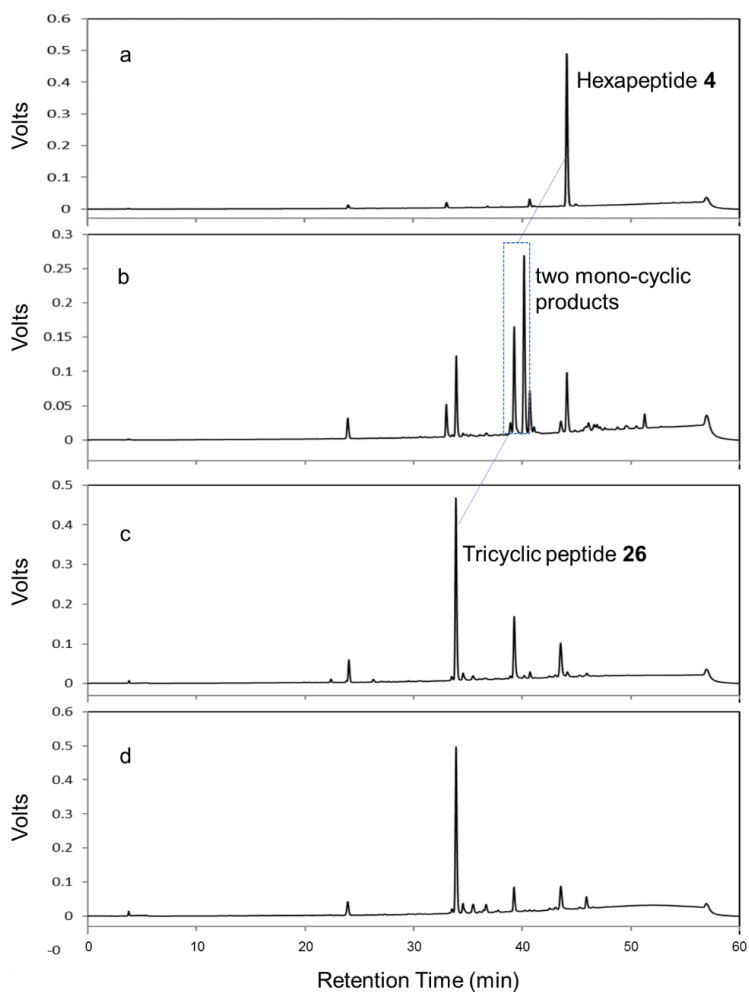 0.6
0.5
0.4
0.3
0.2
0.1
0
Volts
a
Hexapeptide 4
0.3
0.25
0.2
0.15
0.1
0.05
0
Volts
b
two mono-cyclic
products
0.5
0.4
0.3
0.2
0.1
0
Volts
c
Tricyclic peptide 26
0.6
0.5
0.4
0.3
0.2
0.1
0
-0
Volts
d
0 10 20 30 40 50 60
Retention Time (min)